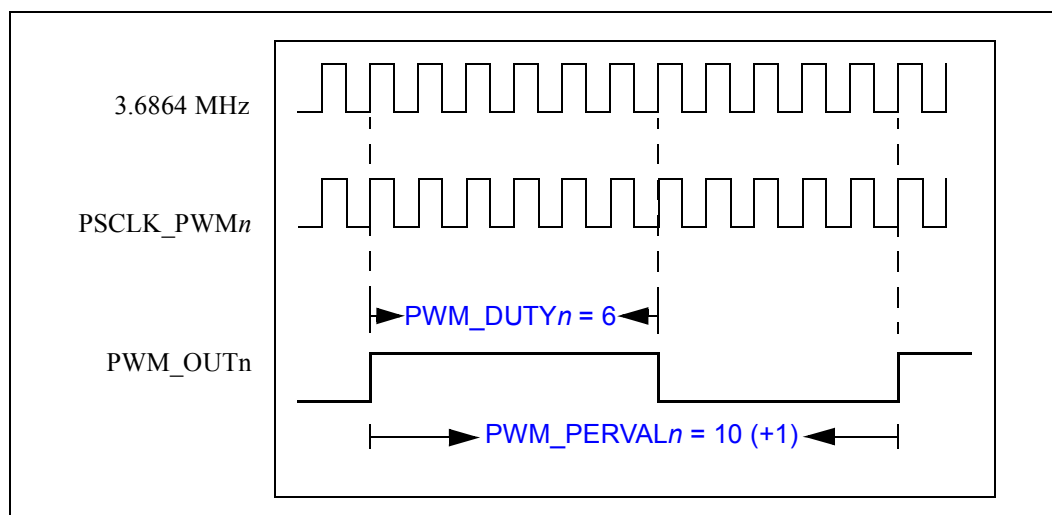 3.6864 MHz
PSCLK_PWMn
PWM_DUTYn = 6
PWM_OUTn
PWM_PERVALn = 10 (+1)